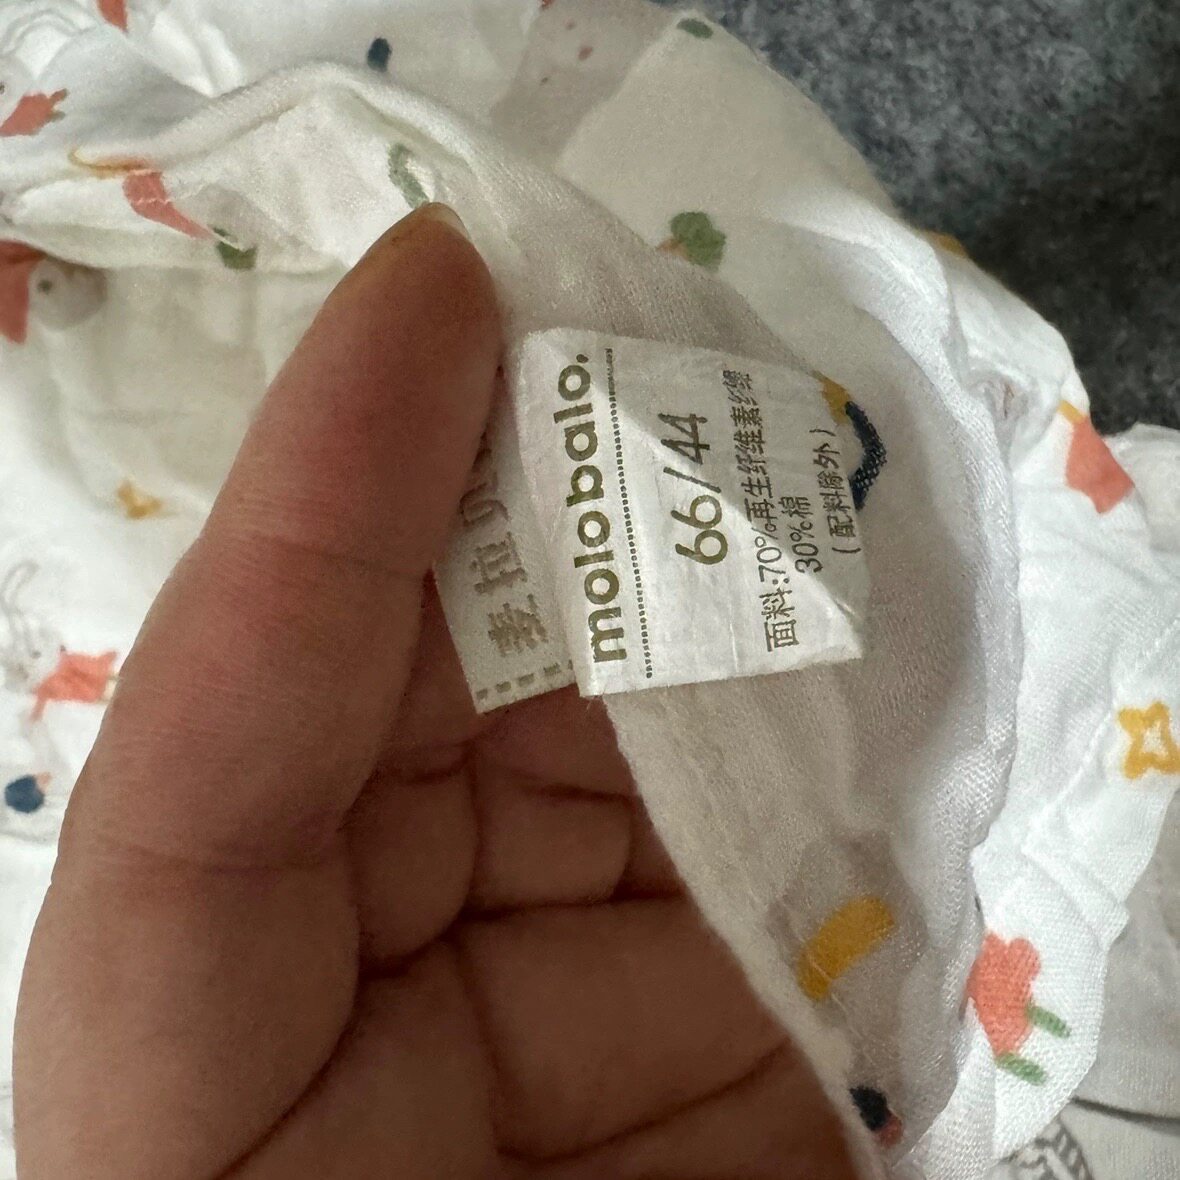 molobalo.
66/44
面料:70%再生纤维素纤维
30%棉
(配料除外)